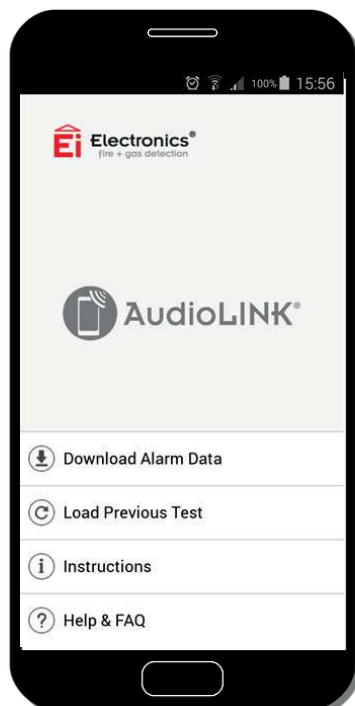 100% 15:56
Ei Electronics®
fire + gas detection
AudioLINK®
Download Alarm Data
Load Previous Test
Instructions
Help & FAQ